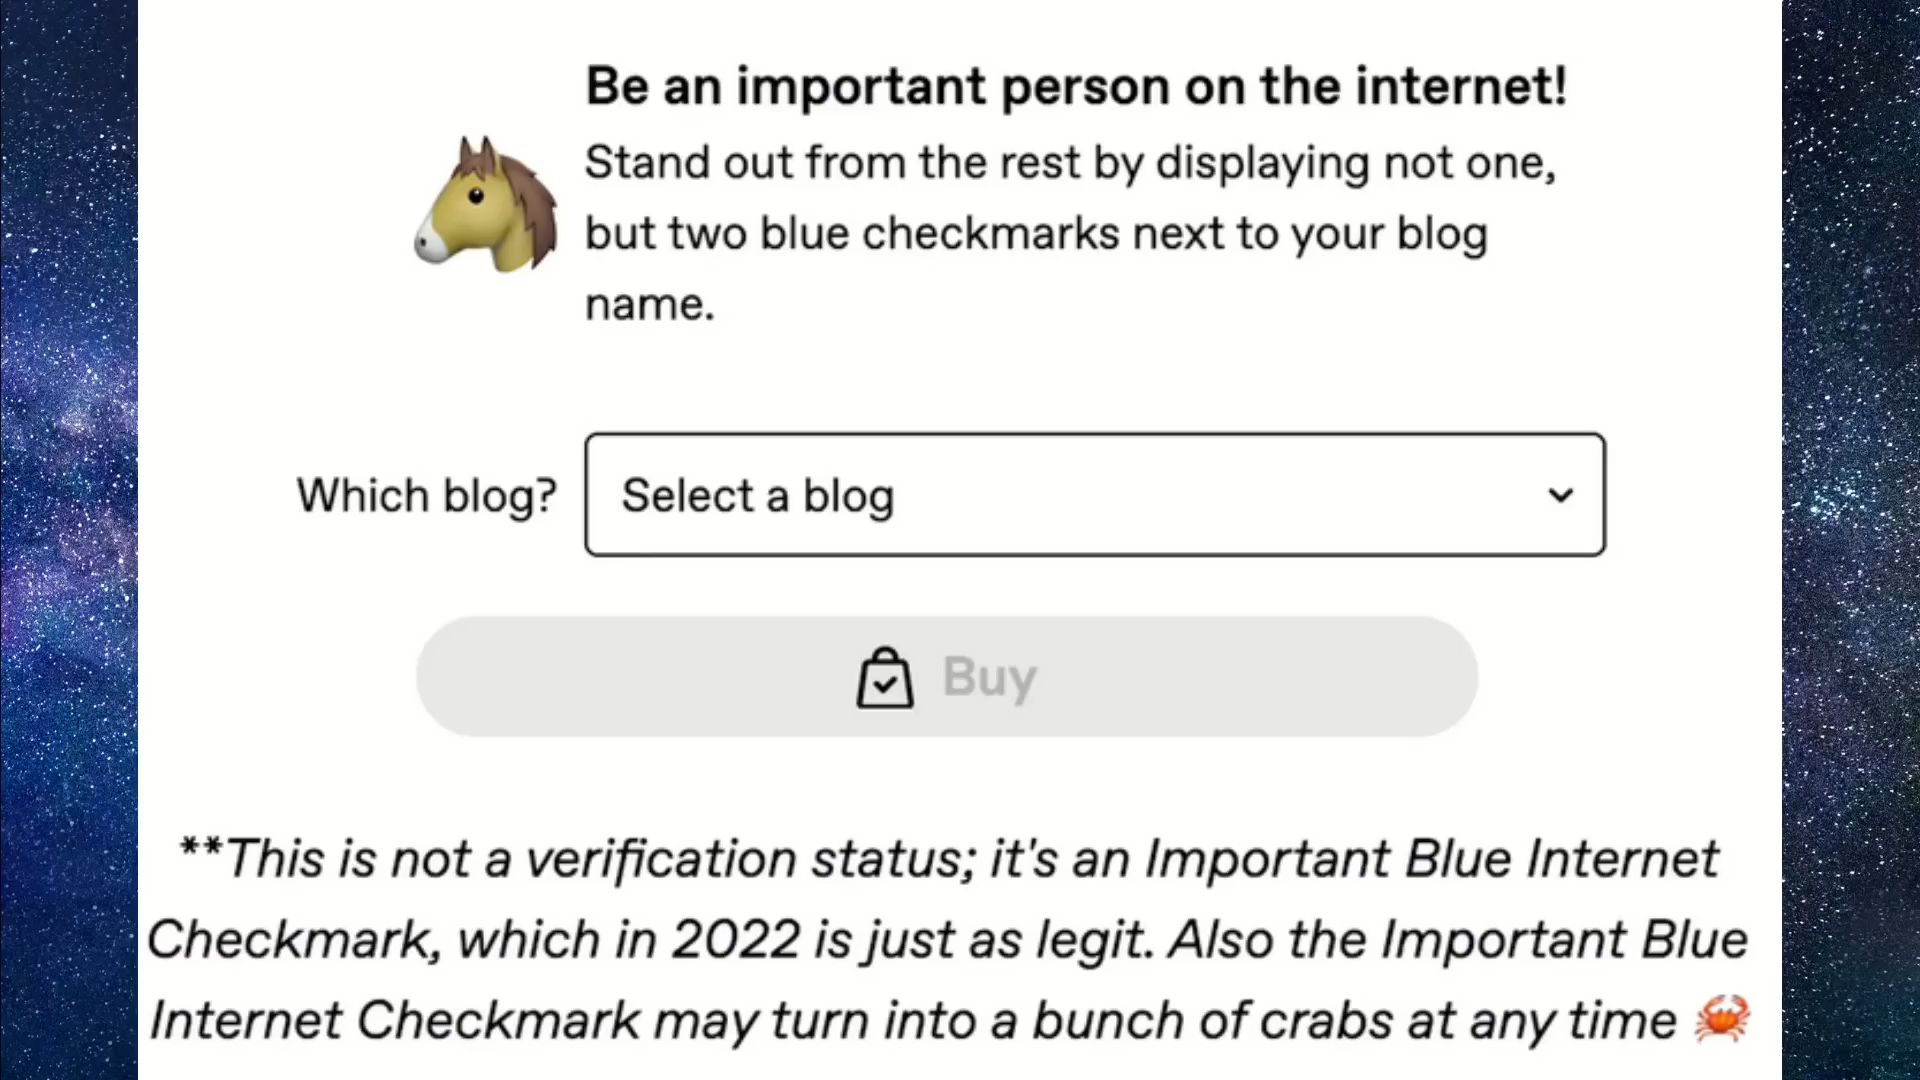 Be an important person on the internet!
Stand out from the rest by displaying not one,
but two blue checkmarks next to your blog
name.
Which blog?
Select a blog
Buy
**This is not a verification status; it's an Important Blue Internet
Checkmark, which in 2022 is just as legit. Also the Important Blue
Internet Checkmark may turn into a bunch of crabs at any time 🦀